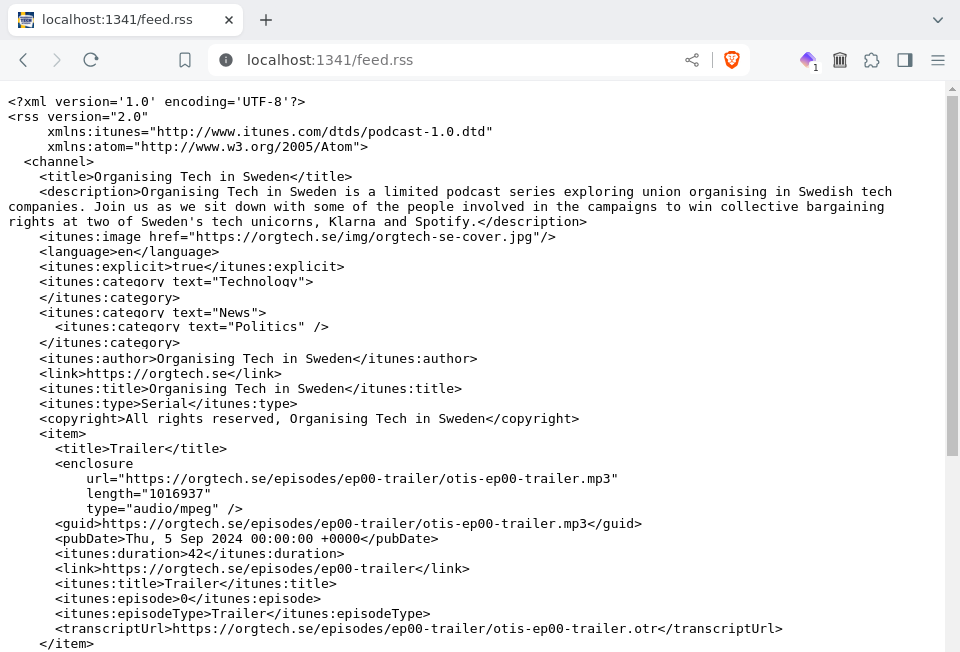 localhost:1341/feed.rss
localhost:1341/feed.rss
1
<?xml version='1.0' encoding='UTF-8'?>
<rss version="2.0"
     xmlns:itunes="http://www.itunes.com/dtds/podcast-1.0.dtd"
     xmlns:atom="http://www.w3.org/2005/Atom">
  <channel>
    <title>Organising Tech in Sweden</title>
    <description>Organising Tech in Sweden is a limited podcast series exploring union organising in Swedish tech
companies. Join us as we sit down with some of the people involved in the campaigns to win collective bargaining
rights at two of Sweden's tech unicorns, Klarna and Spotify.</description>
    <itunes:image href="https://orgtech.se/img/orgtech-se-cover.jpg"/>
    <language>en</language>
    <itunes:explicit>true</itunes:explicit>
    <itunes:category text="Technology">
    </itunes:category>
    <itunes:category text="News">
      <itunes:category text="Politics" />
    </itunes:category>
    <itunes:author>Organising Tech in Sweden</itunes:author>
    <link>https://orgtech.se</link>
    <itunes:title>Organising Tech in Sweden</itunes:title>
    <itunes:type>Serial</itunes:type>
    <copyright>All rights reserved, Organising Tech in Sweden</copyright>
    <item>
      <title>Trailer</title>
      <enclosure
          url="https://orgtech.se/episodes/ep00-trailer/otis-ep00-trailer.mp3"
          length="1016937"
          type="audio/mpeg" />
      <guid>https://orgtech.se/episodes/ep00-trailer/otis-ep00-trailer.mp3</guid>
      <pubDate>Thu, 5 Sep 2024 00:00:00 +0000</pubDate>
      <itunes:duration>42</itunes:duration>
      <link>https://orgtech.se/episodes/ep00-trailer</link>
      <itunes:title>Trailer</itunes:title>
      <itunes:episode>0</itunes:episode>
      <itunes:episodeType>Trailer</itunes:episodeType>
      <transcriptUrl>https://orgtech.se/episodes/ep00-trailer/otis-ep00-trailer.otr</transcriptUrl>
    </item>